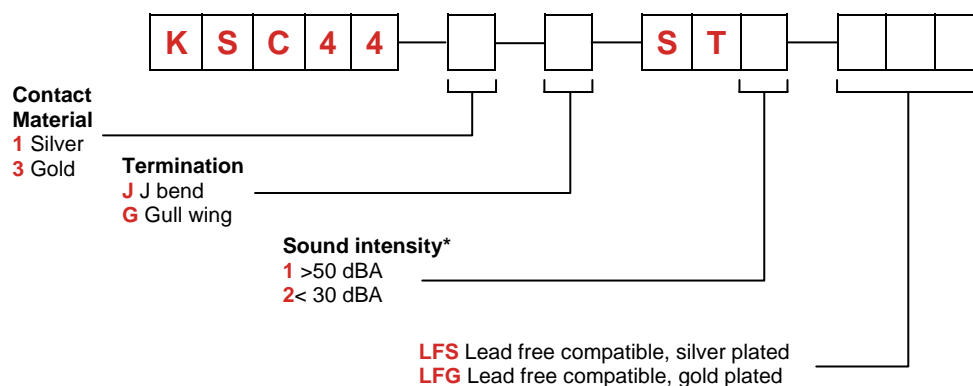 K S C 4 4 S T
Contact
Material
1 Silver
3 Gold
Termination
J J bend
G Gull wing
Sound intensity*
1 >50 dBA
2< 30 dBA
LFS Lead free compatible, silver plated
LFG Lead free compatible, gold plated